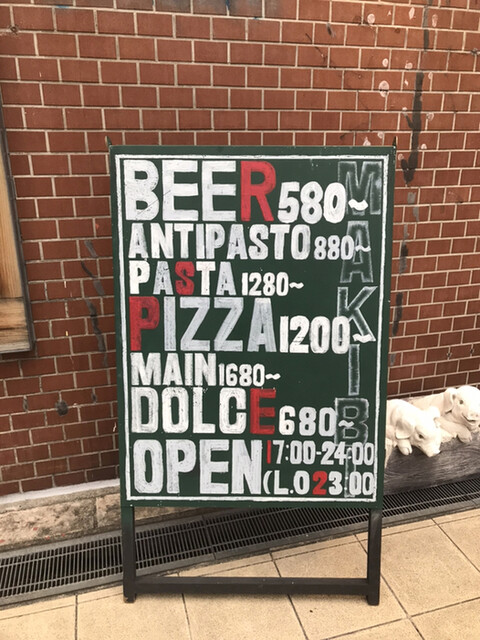 BEER 580~
ANTIPASTO 880~
PASTA 1280~
PIZZA 1200~
MAIN 1680~
DOLCE 680~
OPEN 17:00-24:00
(L.O 23:00
MAKIBI